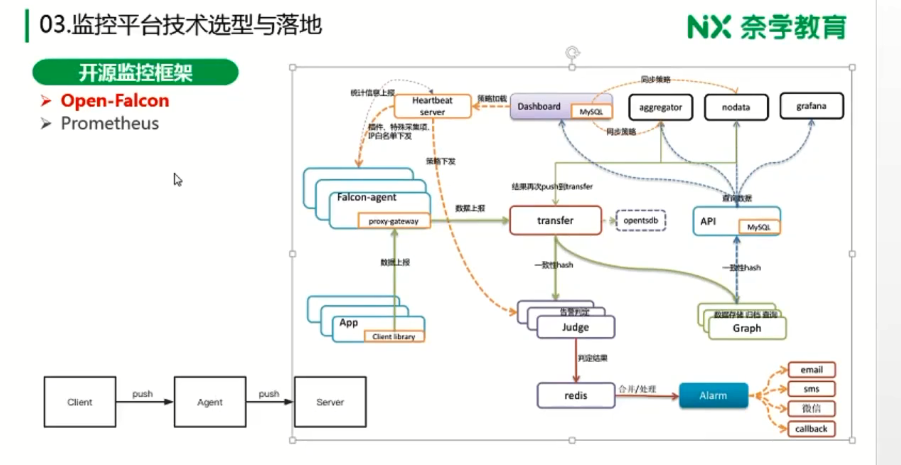 03.监控平台技术选型与落地
NX 奈学教育
开源监控框架
Open-Falcon
Prometheus
统计信息上报
Heartbeat
server
策略加载
Dashboard
MySQL
同步策略
同步策略
aggregator
nodata
grafana
插件，特殊采集项，
IP白名单下发
策略下发
结果再次push到transfer
查询数据
Falcon-agent
proxy-gateway
数据上报
transfer
opentsdb
API
MySQL
数据上报
一致性hash
一致性hash
App
Client library
告警判定
Judge
数据存储 归档 查询
Graph
判定结果
redis
合并/处理
Alarm
email
sms
微信
callback
Client
push
Agent
push
Server